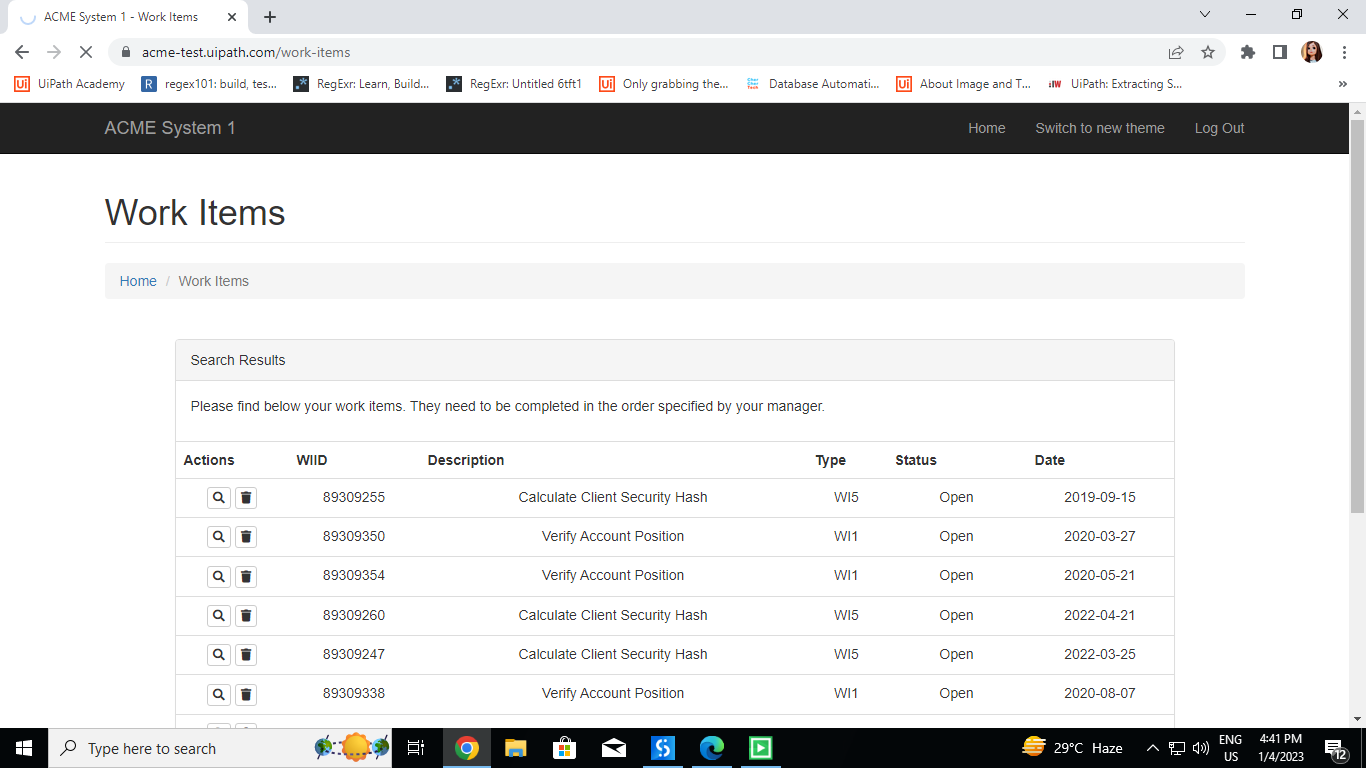 ACME System 1 - Work Items
acme-test.uipath.com/work-items
UiPath Academy regex101: build, tes... RegExr: Learn, Build... RegExr: Untitled 6tft1 Only grabbing the... Database Automati... About Image and T... UiPath: Extracting S...
ACME System 1 Home Switch to new theme Log Out
Work Items
Home / Work Items
Search Results
Please find below your work items. They need to be completed in the order specified by your manager.
Actions WIID Description Type Status Date
89309255 Calculate Client Security Hash WI5 Open 2019-09-15
89309350 Verify Account Position WI1 Open 2020-03-27
89309354 Verify Account Position WI1 Open 2020-05-21
89309260 Calculate Client Security Hash WI5 Open 2022-04-21
89309247 Calculate Client Security Hash WI5 Open 2022-03-25
89309338 Verify Account Position WI1 Open 2020-08-07
Type here to search 29°C Haze ENG US 4:41 PM 1/4/2023 12